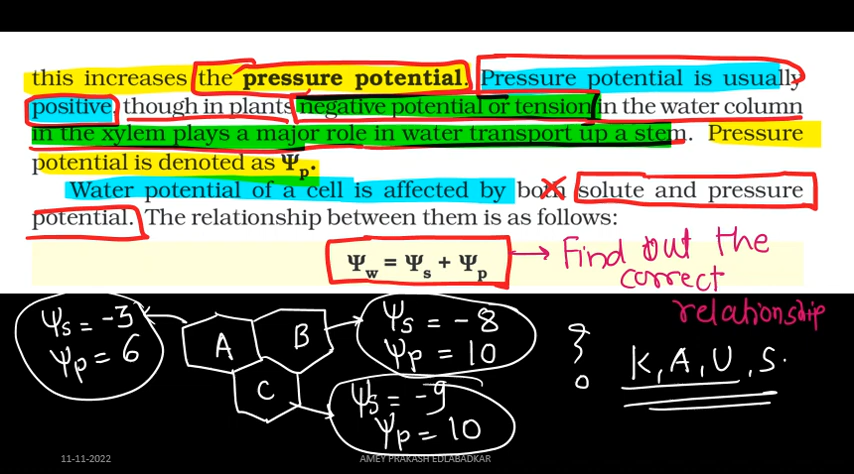 this increases the pressure potential. Pressure potential is usually
positive, though in plants negative potential or tension in the water column
in the xylem plays a major role in water transport up a stem. Pressure
potential is denoted as Ψp.
Water potential of a cell is affected by both solute and pressure
potential. The relationship between them is as follows:
Ψw = Ψs + Ψp
Find out the
correct
relationship
Ψs = -3
Ψp = 6
A
B
C
Ψs = -8
Ψp = 10
Ψs = -9
Ψp = 10
?
K, A, U, S.
11-11-2022
AMEY PRAKASH EDLABADKAR